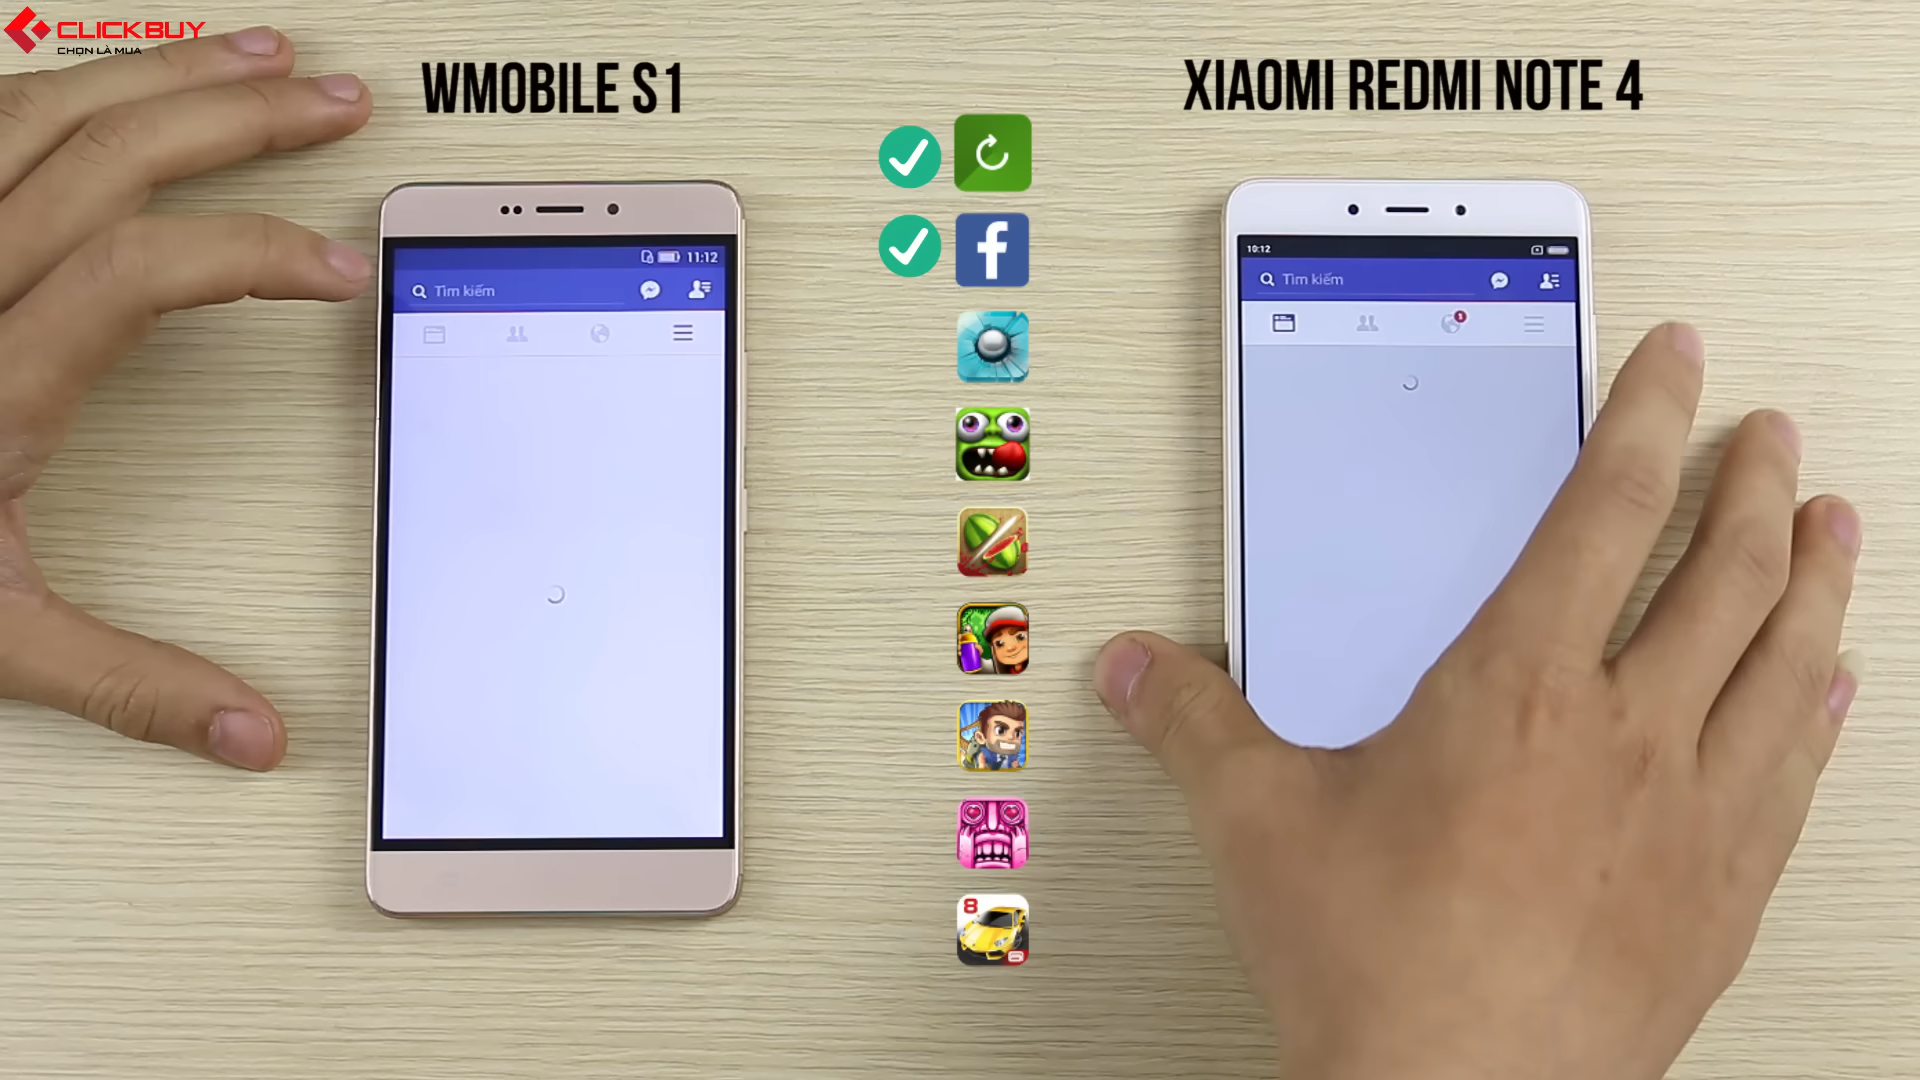 CLICKBUY
CHỌN LÀ MUA
WMOBILE S1
XIAOMI REDMI NOTE 4
11:12
Tìm kiếm
10:12
Tìm kiếm
1
f
8